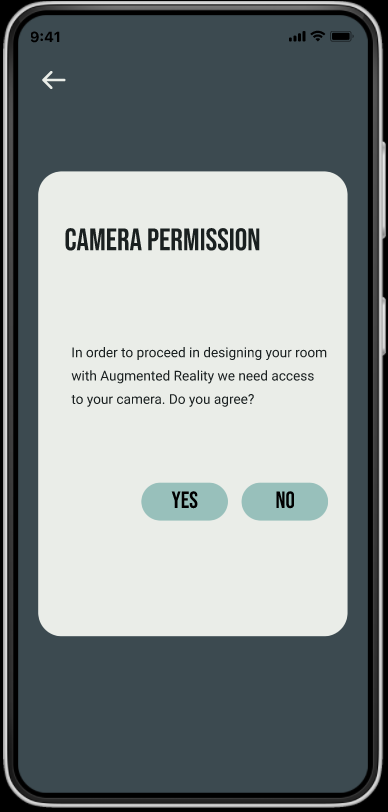 9:41
CAMERA PERMISSION
In order to proceed in designing your room
with Augmented Reality we need access
to your camera. Do you agree?
YES NO